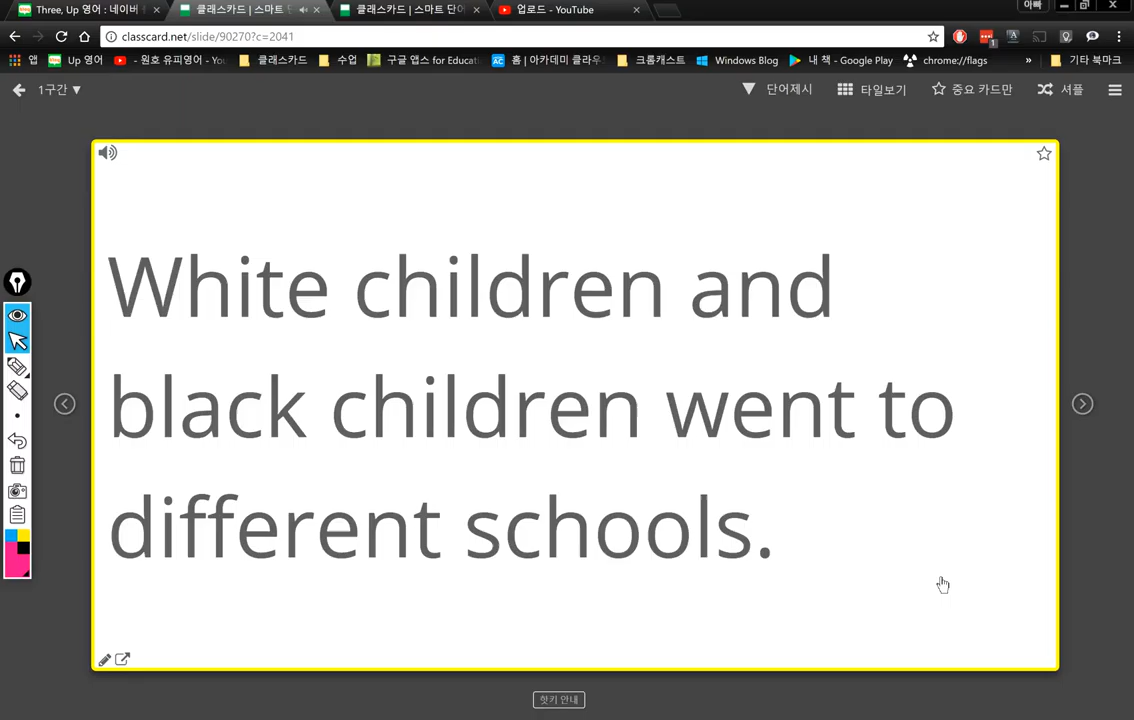 Three, Up 영어 : 네이버
클래스카드 | 스마트 단
클래스카드 | 스마트 단어
업로드 - YouTube
아빠
classcard.net/slide/90270?c=2041
앱
Up 영어
- 원호 유피영어 - You
클래스카드
수업
구글 앱스 for Educati
홈 | 아카데미 클라우
크롬캐스트
Windows Blog
내 책 - Google Play
chrome://flags
»
기타 북마크
1구간 ▼
단어제시
타일보기
중요 카드만
셔플
White children and
black children went to
different schools.
핫키 안내